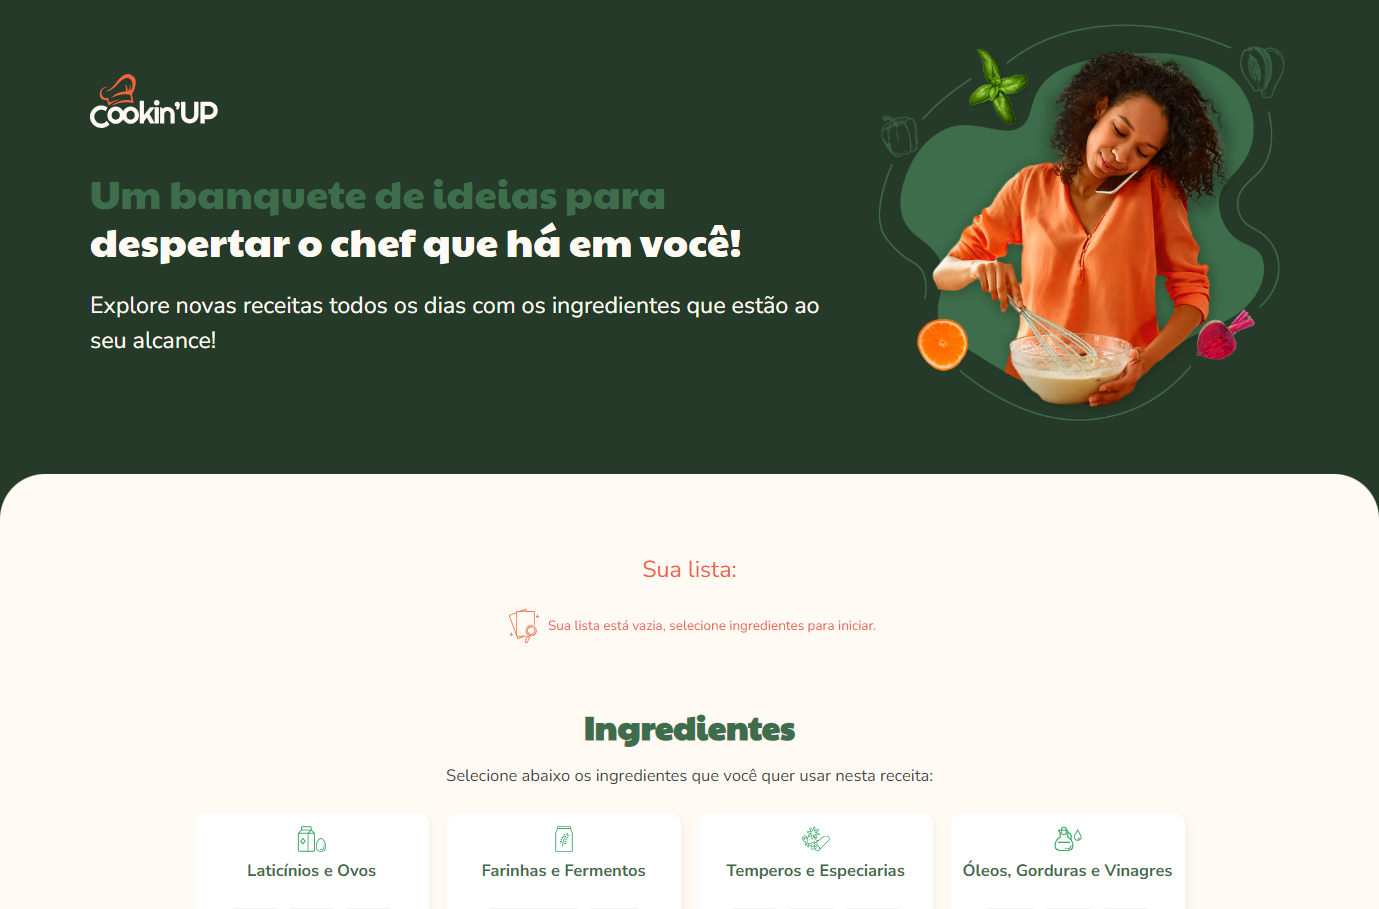 Cookin'UP
Um banquete de ideias para
despertar o chef que há em você!
Explore novas receitas todos os dias com os ingredientes que estão ao
seu alcance!
Sua lista:
Sua lista está vazia, selecione ingredientes para iniciar.
Ingredientes
Selecione abaixo os ingredientes que você quer usar nesta receita:
Laticínios e Ovos
Farinhas e Fermentos
Temperos e Especiarias
Óleos, Gorduras e Vinagres